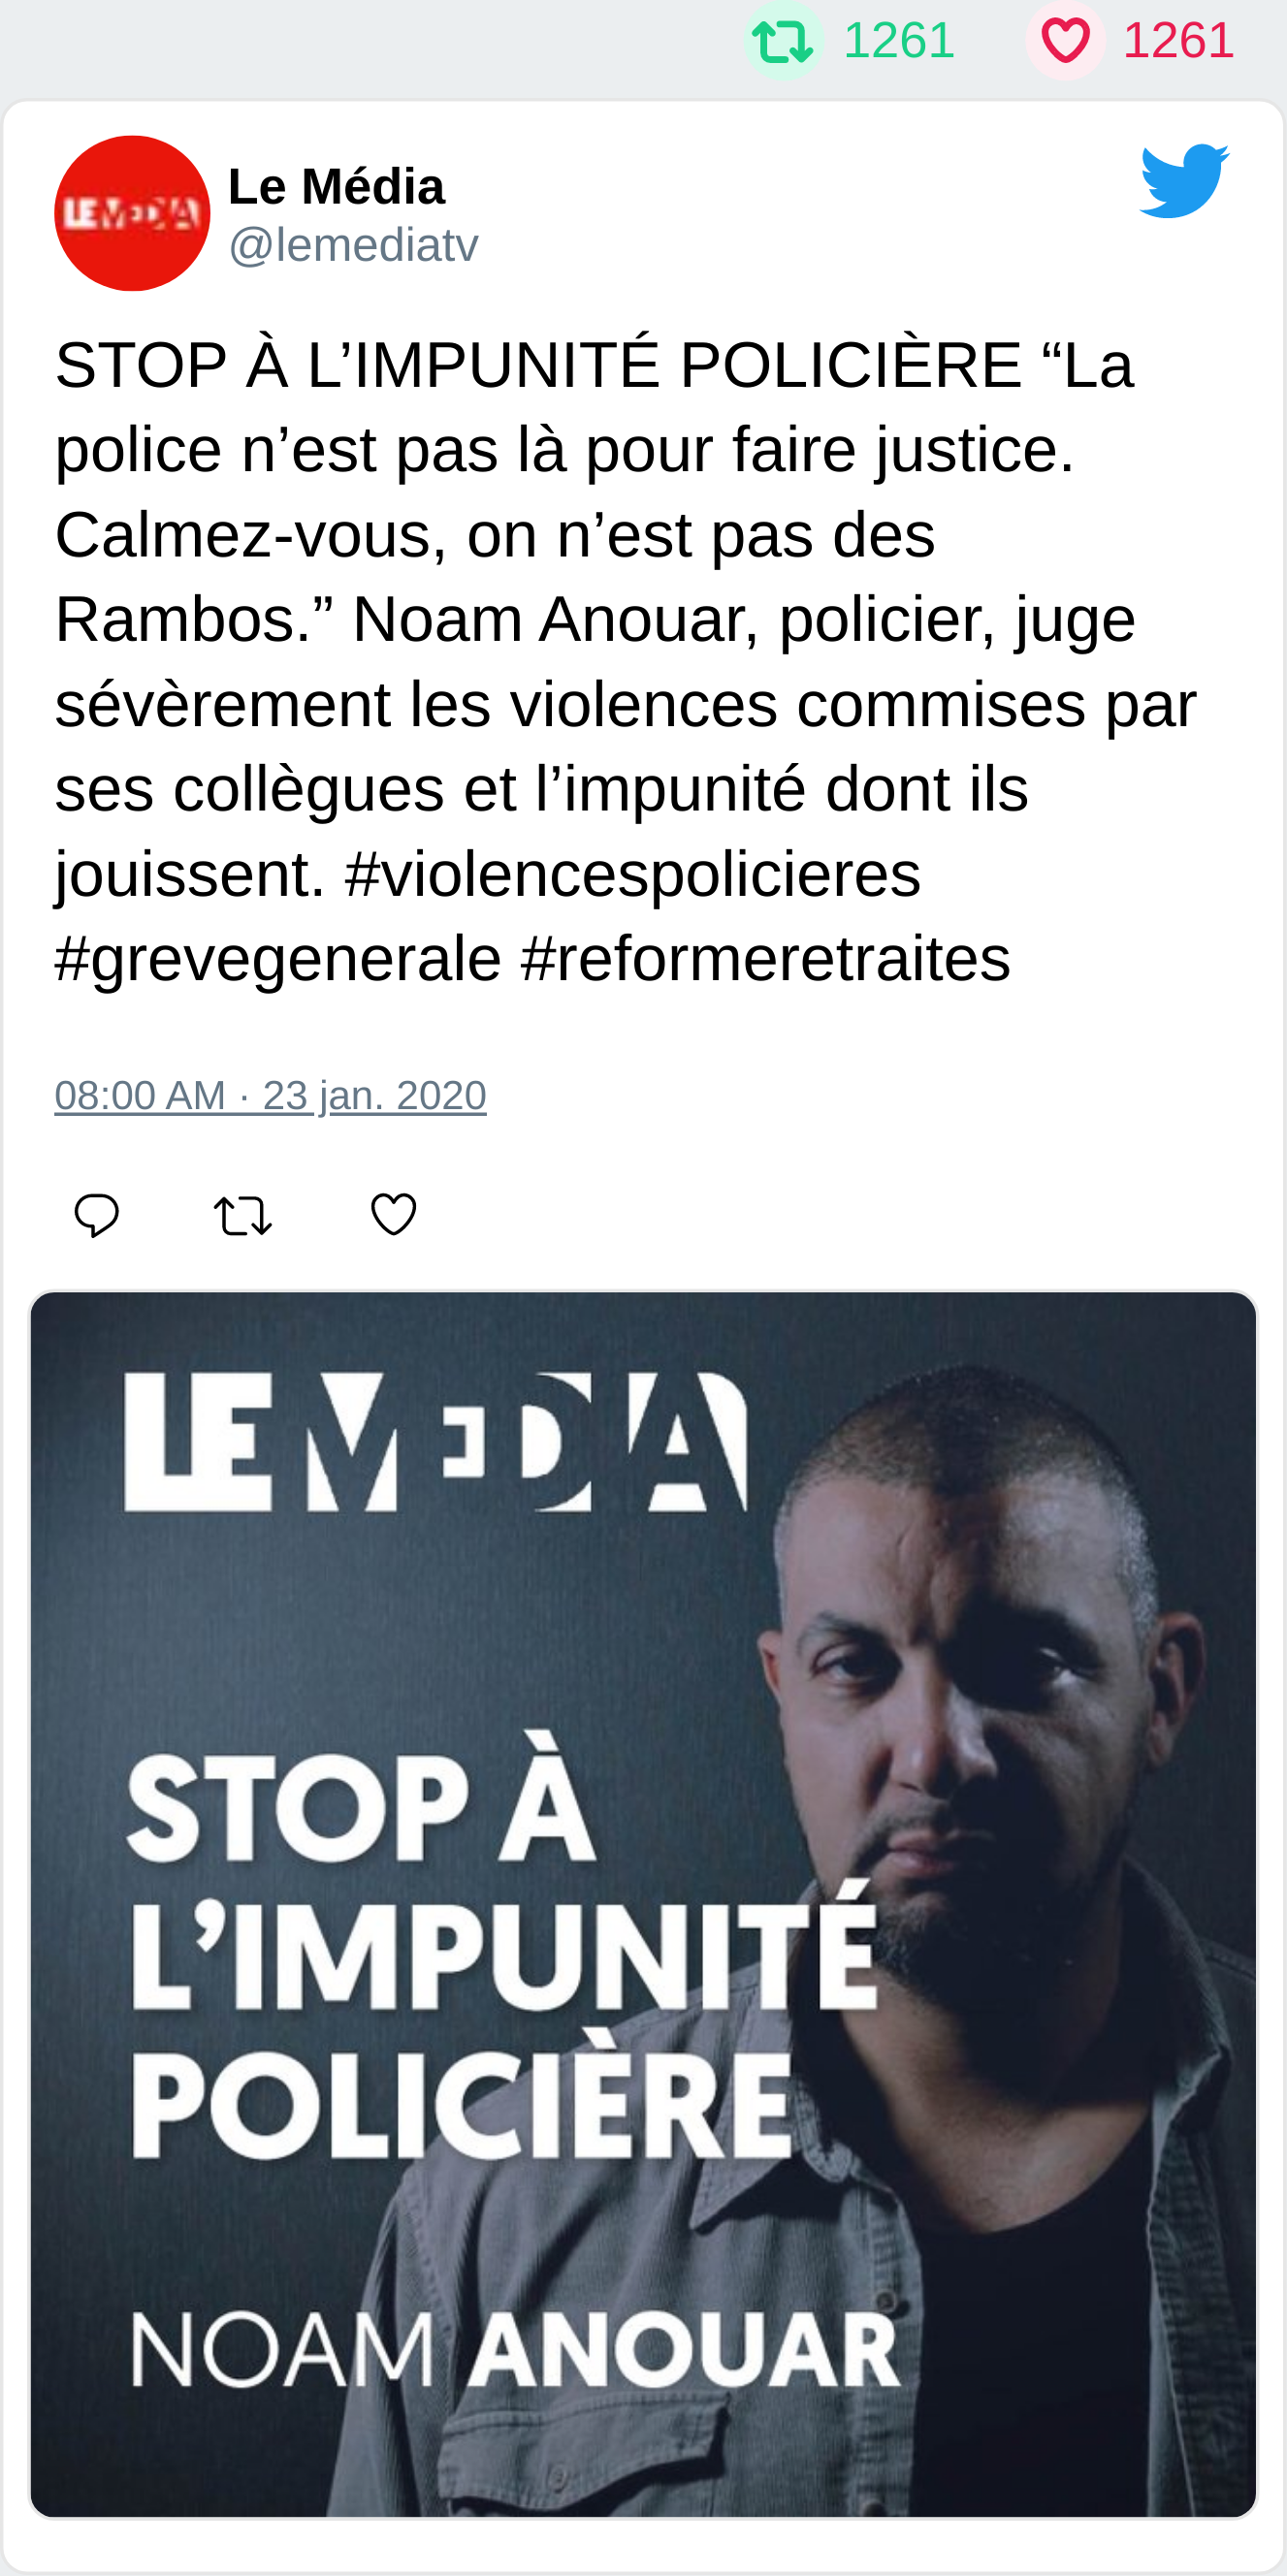 1261 1261
LE MEDIA
Le Média
@lemediatv
STOP À L’IMPUNITÉ POLICIÈRE “La
police n’est pas là pour faire justice.
Calmez-vous, on n’est pas des
Rambos.” Noam Anouar, policier, juge
sévèrement les violences commises par
ses collègues et l’impunité dont ils
jouissent. #violencespolicieres
#grevegenerale #reformeretraites
08:00 AM · 23 jan. 2020
LE MEDIA
STOP À
L’IMPUNITÉ
POLICIÈRE
NOAM ANOUAR